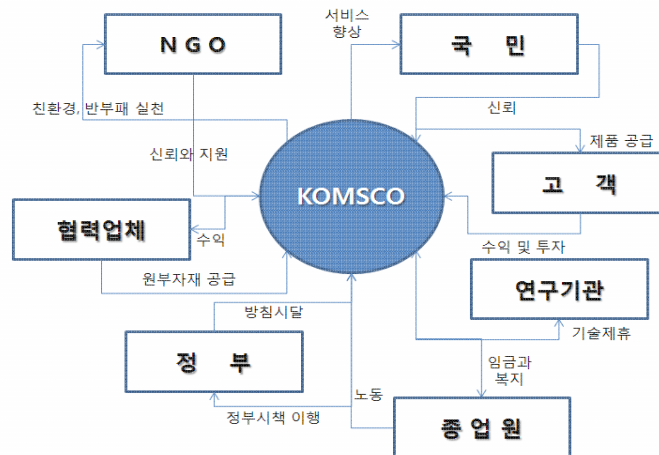 서비스
향상
N G O
국 민
친환경, 반부패 실천
신뢰
신뢰와 지원
제품 공급
KOMSCO
고 객
협력업체
수익
수익 및 투자
원부자재 공급
연구기관
방침시달
기술제휴
정 부
임금과
복지
노동
정부시책 이행
종 업 원